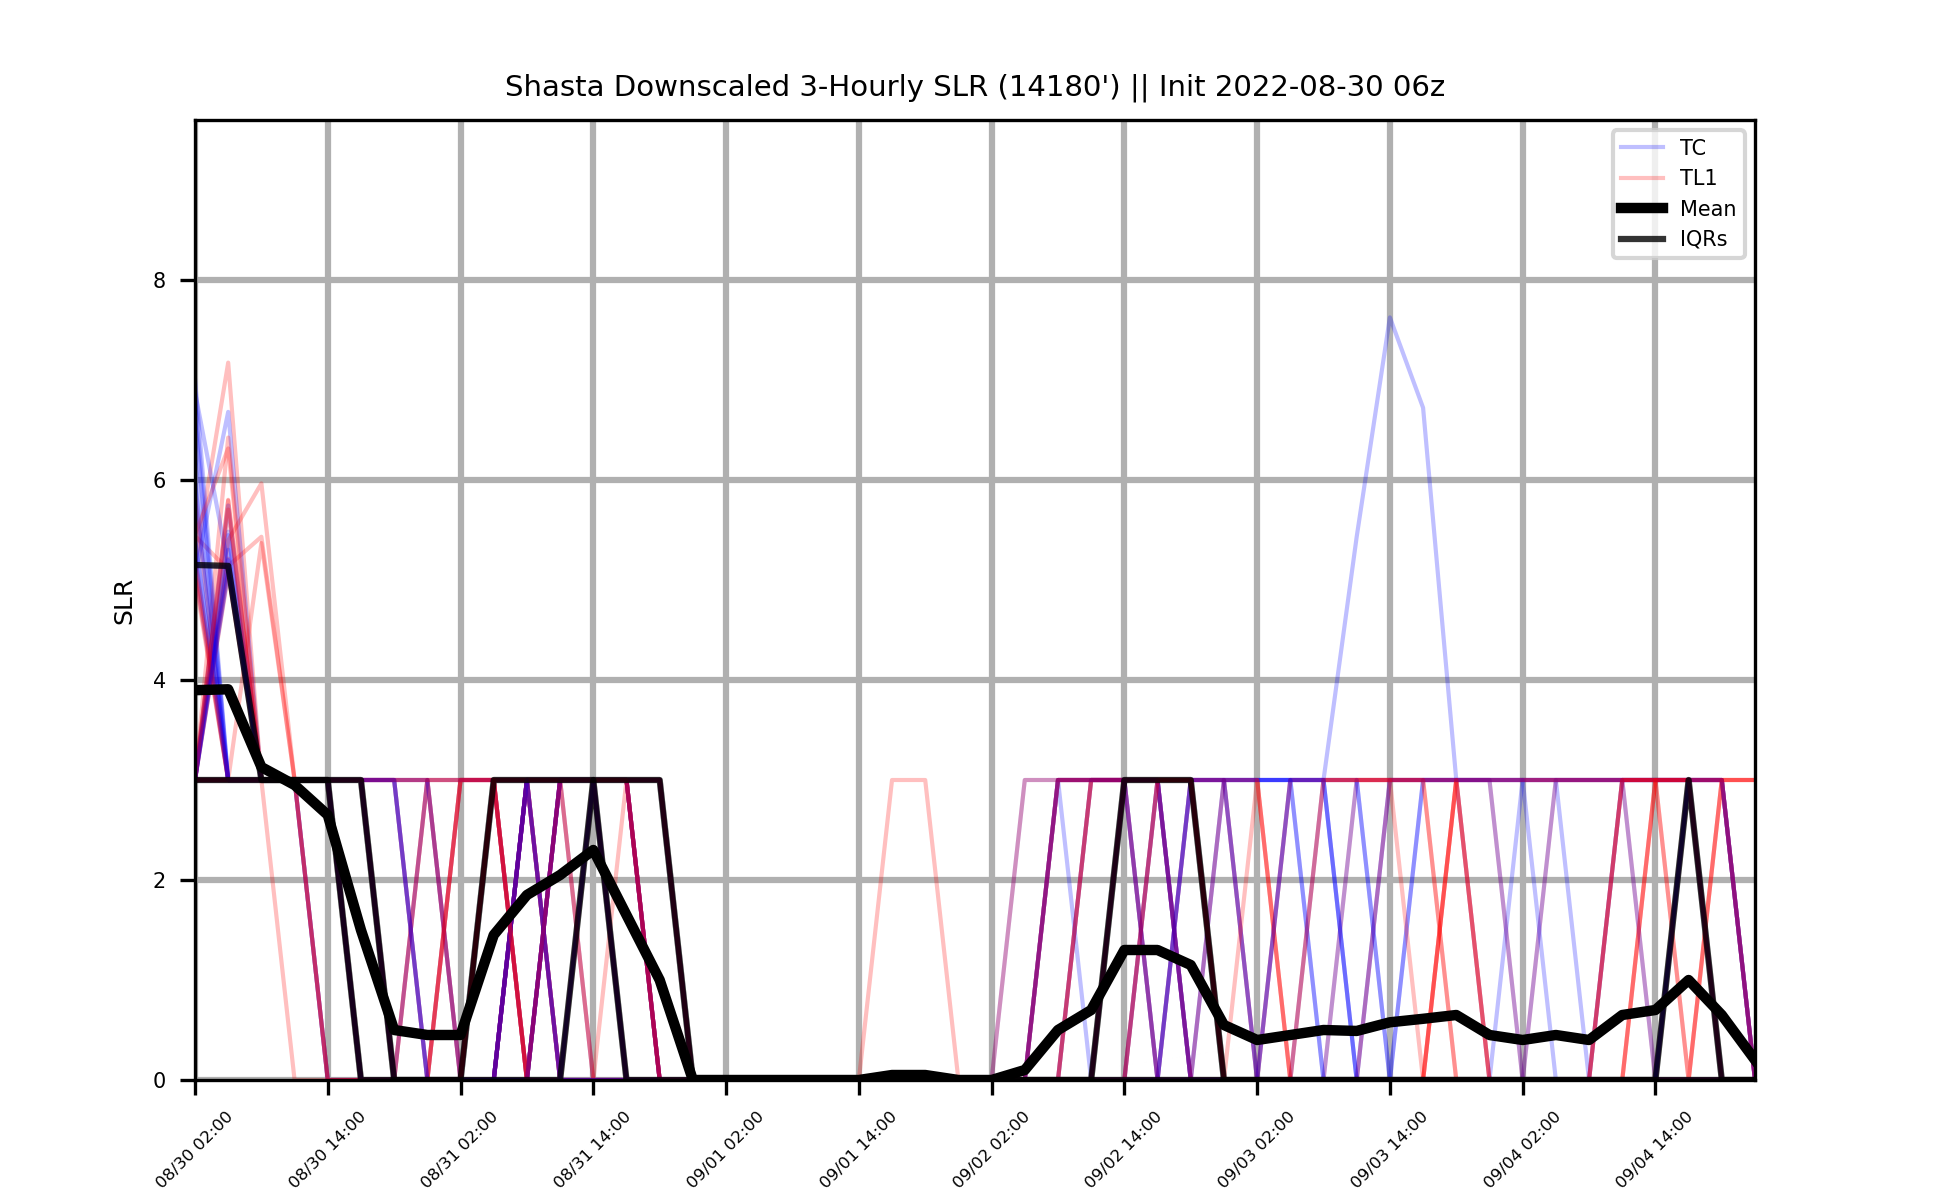 Shasta Downscaled 3-Hourly SLR (14180') || Init 2022-08-30 06z
TC
TL1
Mean
IQRs
SLR
8
6
4
2
0
08/30 02:00
08/30 14:00
08/31 02:00
08/31 14:00
09/01 02:00
09/01 14:00
09/02 02:00
09/02 14:00
09/03 02:00
09/03 14:00
09/04 02:00
09/04 14:00